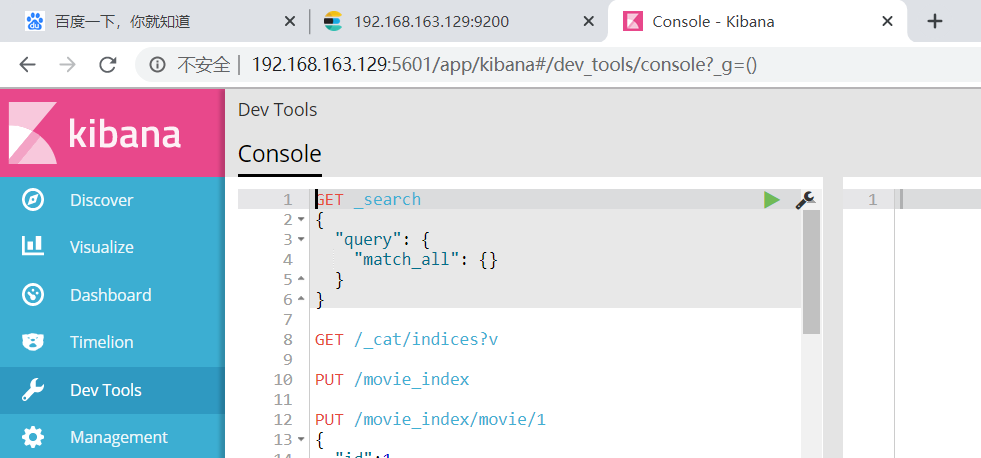 百度一下，你就知道
192.168.163.129:9200
Console - Kibana
不安全 | 192.168.163.129:5601/app/kibana#/dev_tools/console?_g=()
kibana
Discover
Visualize
Dashboard
Timelion
Dev Tools
Management
Dev Tools
Console
1 GET _search
2 {
3 "query": {
4 "match_all": {}
5 }
6 }
7
8 GET /_cat/indices?v
9
10 PUT /movie_index
11
12 PUT /movie_index/movie/1
13 {
14 "id":1,
1